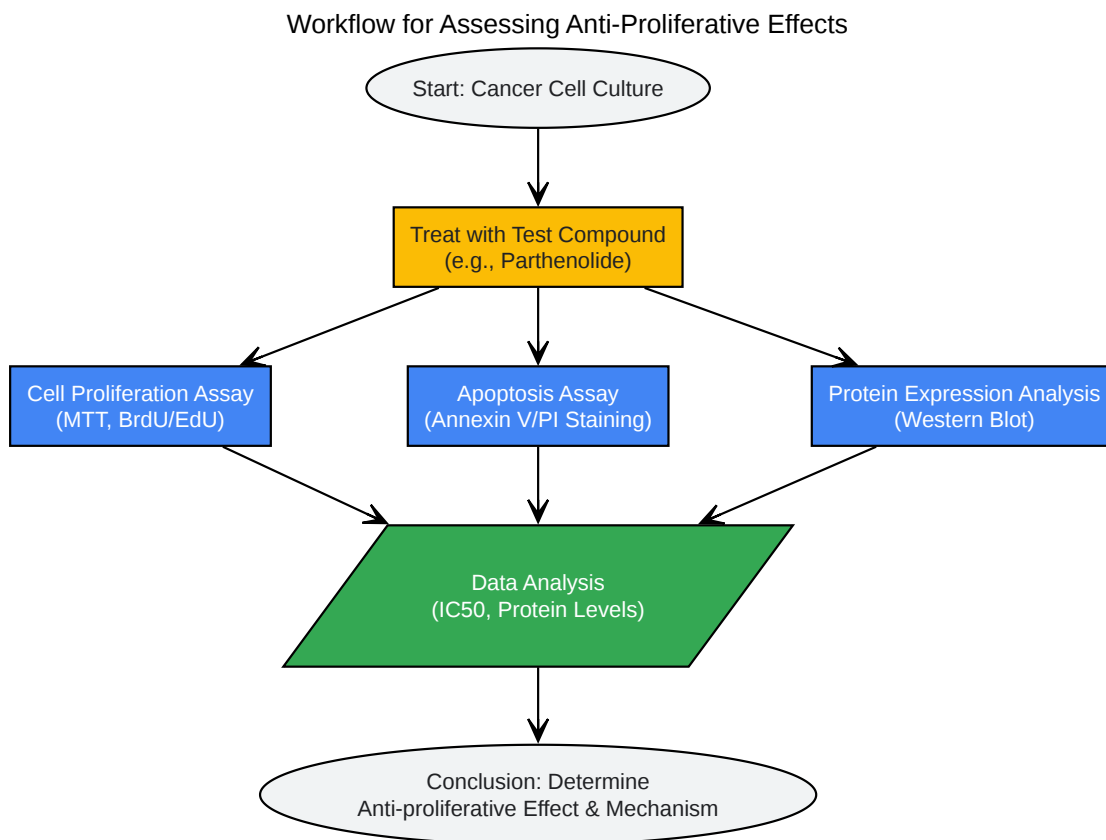 Workflow for Assessing Anti-Proliferative Effects
Start: Cancer Cell Culture
Treat with Test Compound
(e.g., Parthenolide)
Cell Proliferation Assay
(MTT, BrdU/EdU)
Apoptosis Assay
(Annexin V/PI Staining)
Protein Expression Analysis
(Western Blot)
Data Analysis
(IC50, Protein Levels)
Conclusion: Determine
Anti-proliferative Effect & Mechanism